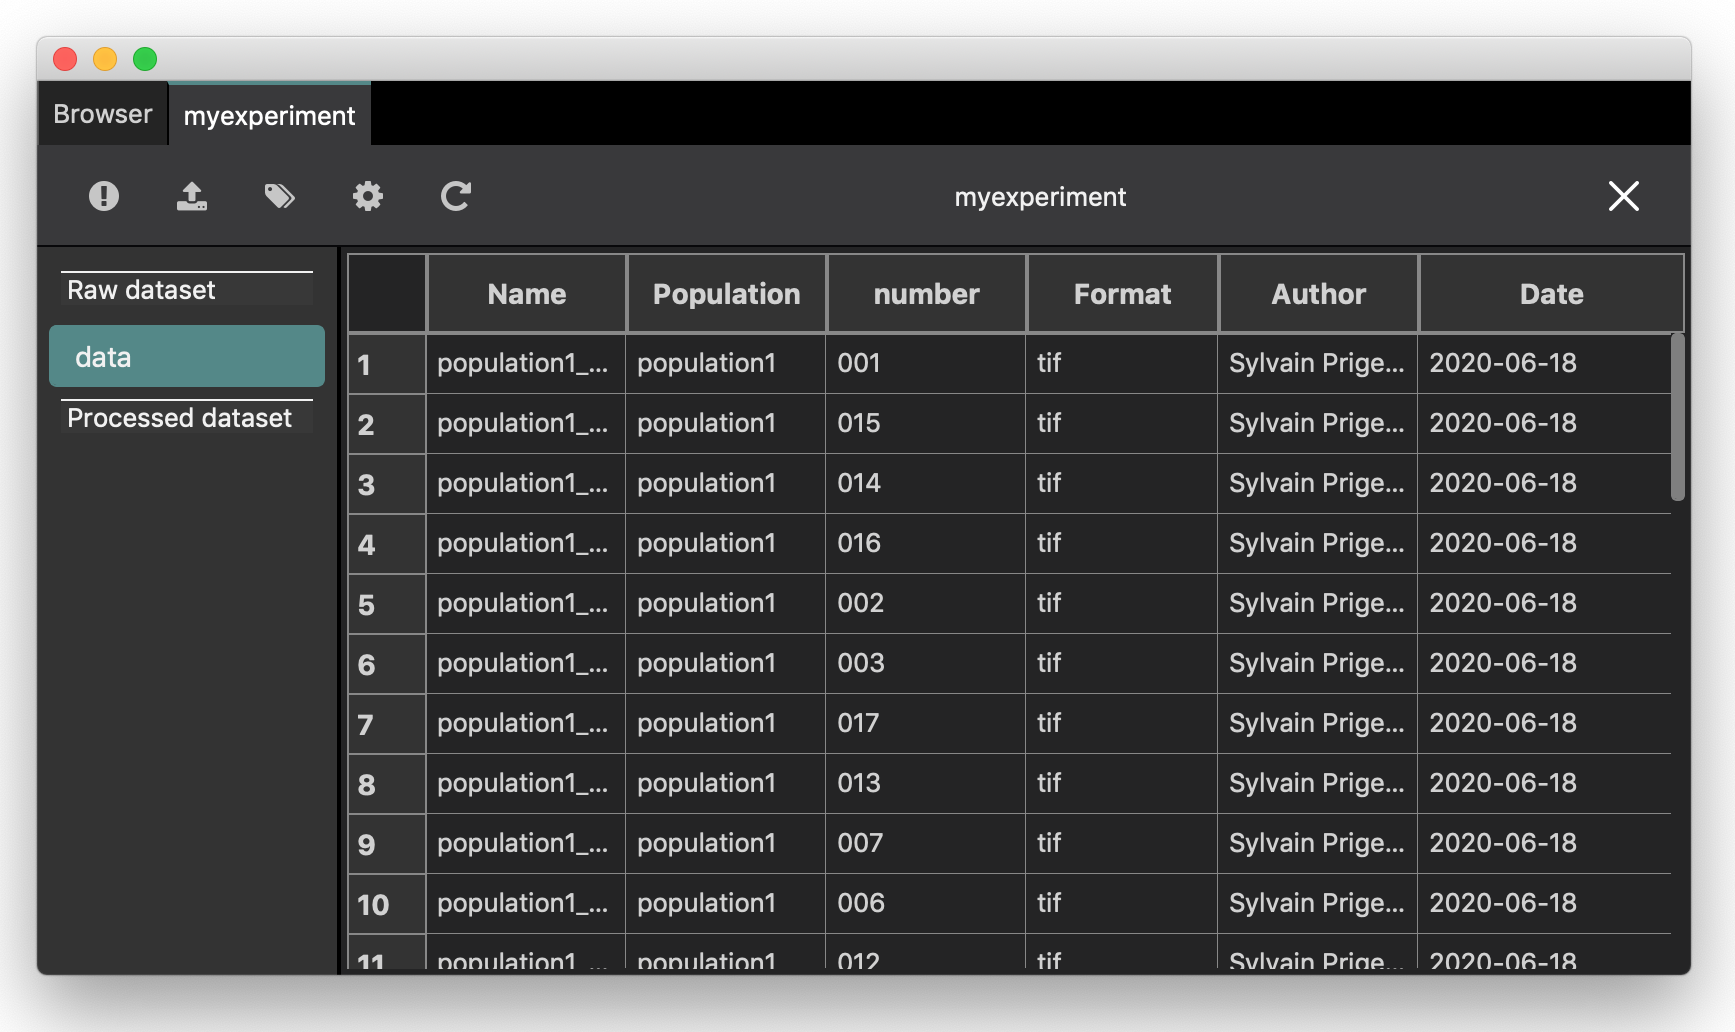 Browser myexperiment
myexperiment
Raw dataset
data
Processed dataset
Name Population number Format Author Date
1 population1_... population1 001 tif Sylvain Prige... 2020-06-18
2 population1_... population1 015 tif Sylvain Prige... 2020-06-18
3 population1_... population1 014 tif Sylvain Prige... 2020-06-18
4 population1_... population1 016 tif Sylvain Prige... 2020-06-18
5 population1_... population1 002 tif Sylvain Prige... 2020-06-18
6 population1_... population1 003 tif Sylvain Prige... 2020-06-18
7 population1_... population1 017 tif Sylvain Prige... 2020-06-18
8 population1_... population1 013 tif Sylvain Prige... 2020-06-18
9 population1_... population1 007 tif Sylvain Prige... 2020-06-18
10 population1_... population1 006 tif Sylvain Prige... 2020-06-18
11 population1_... population1 012 tif Sylvain Prige... 2020-06-18